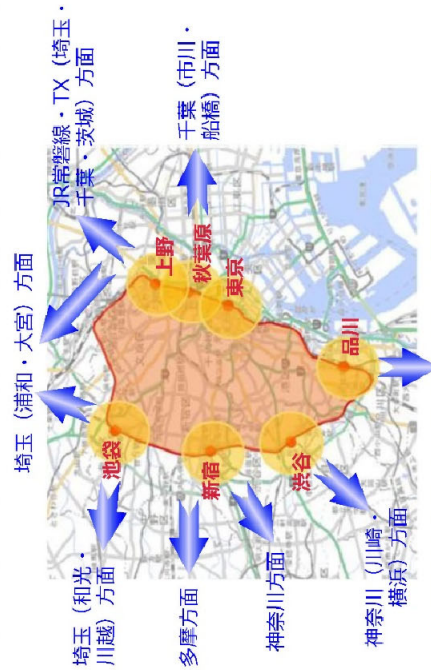 埼玉（浦和・大宮）方面
JR常磐線・TX（埼玉・
千葉・茨城）方面
埼玉（和光・
川越）方面
池袋
上野
秋葉原
千葉（市川・
船橋）方面
東京
多摩方面
新宿
神奈川方面
渋谷
品川
神奈川（川崎・
横浜）方面